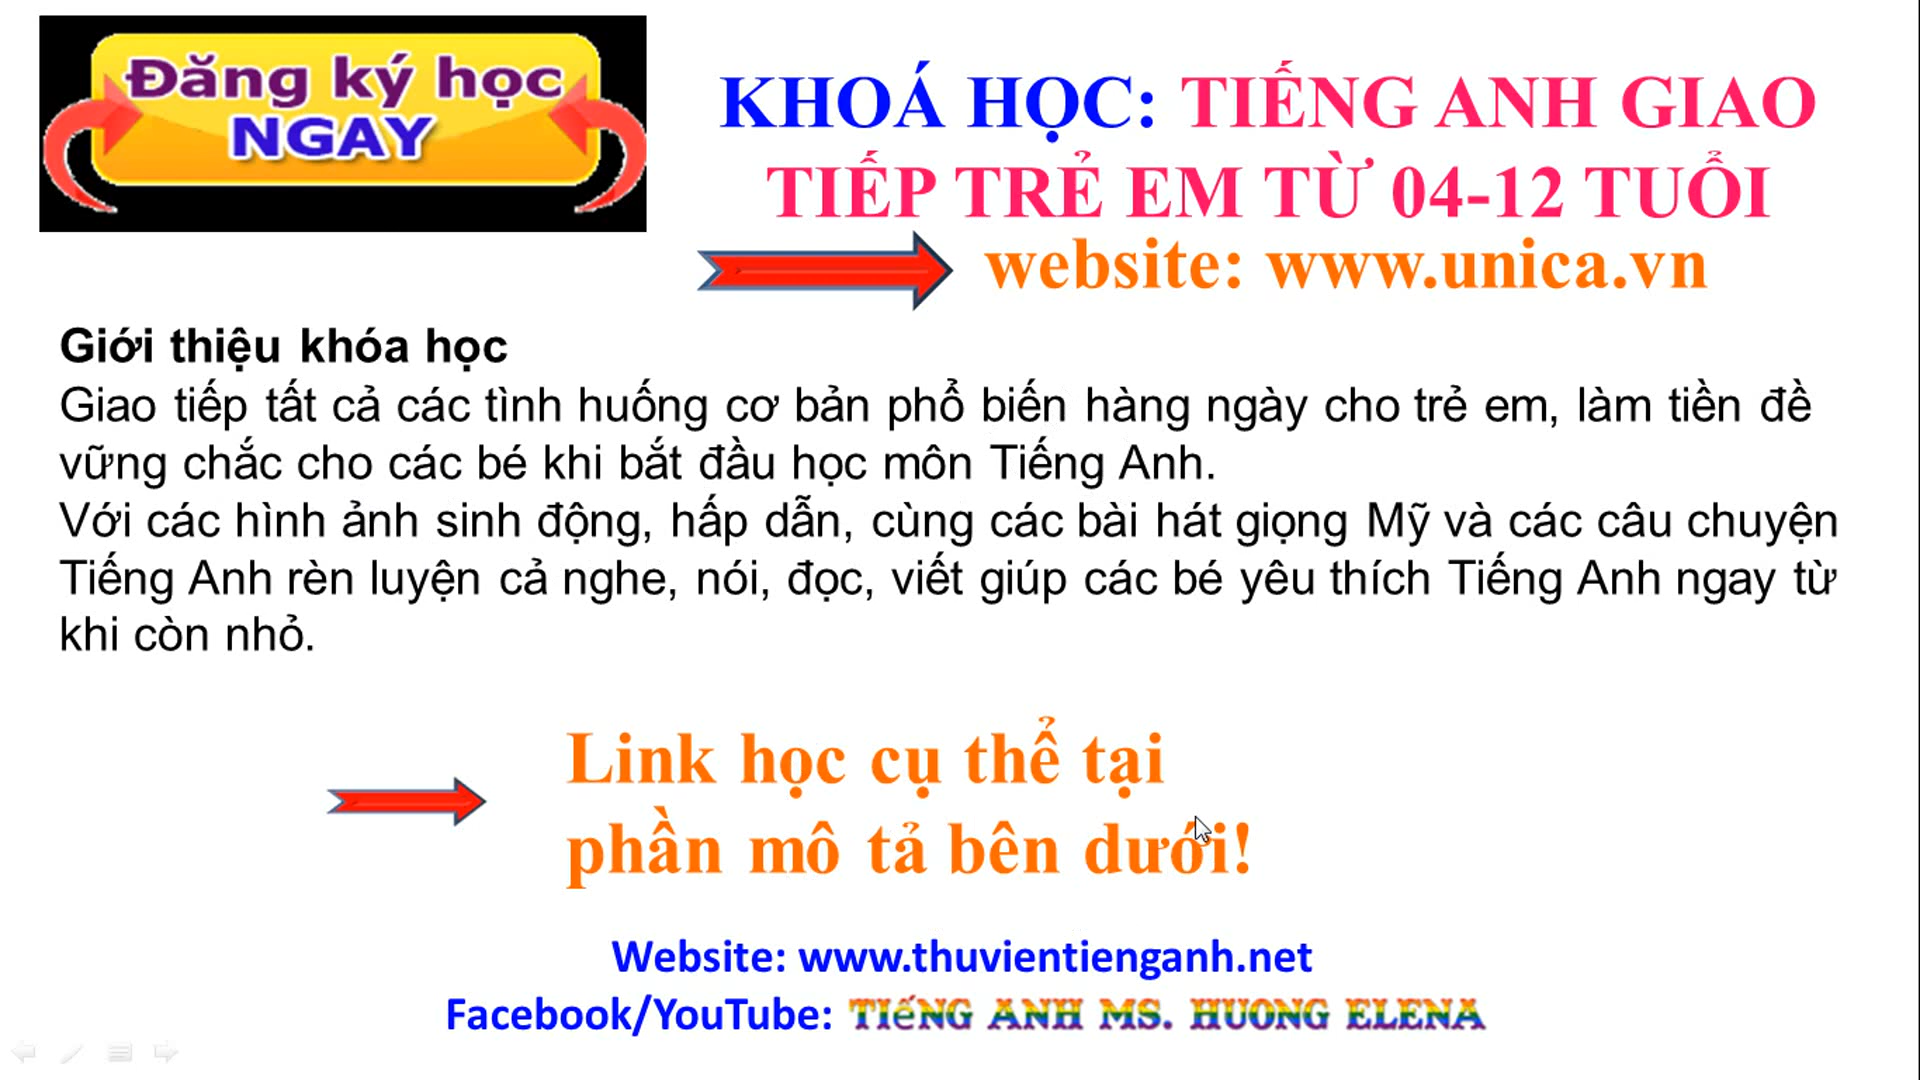 Đăng ký học
NGAY
KHOÁ HỌC: TIẾNG ANH GIAO
TIẾP TRẺ EM TỪ 04-12 TUỔI
website: www.unica.vn
Giới thiệu khóa học
Giao tiếp tất cả các tình huống cơ bản phổ biến hàng ngày cho trẻ em, làm tiền đề
vững chắc cho các bé khi bắt đầu học môn Tiếng Anh.
Với các hình ảnh sinh động, hấp dẫn, cùng các bài hát giọng Mỹ và các câu chuyện
Tiếng Anh rèn luyện cả nghe, nói, đọc, viết giúp các bé yêu thích Tiếng Anh ngay từ
khi còn nhỏ.
Link học cụ thể tại
phần mô tả bên dưới!
Website: www.thuvientienganh.net
Facebook/YouTube: TIếNG ANH MS. HUONG ELENA